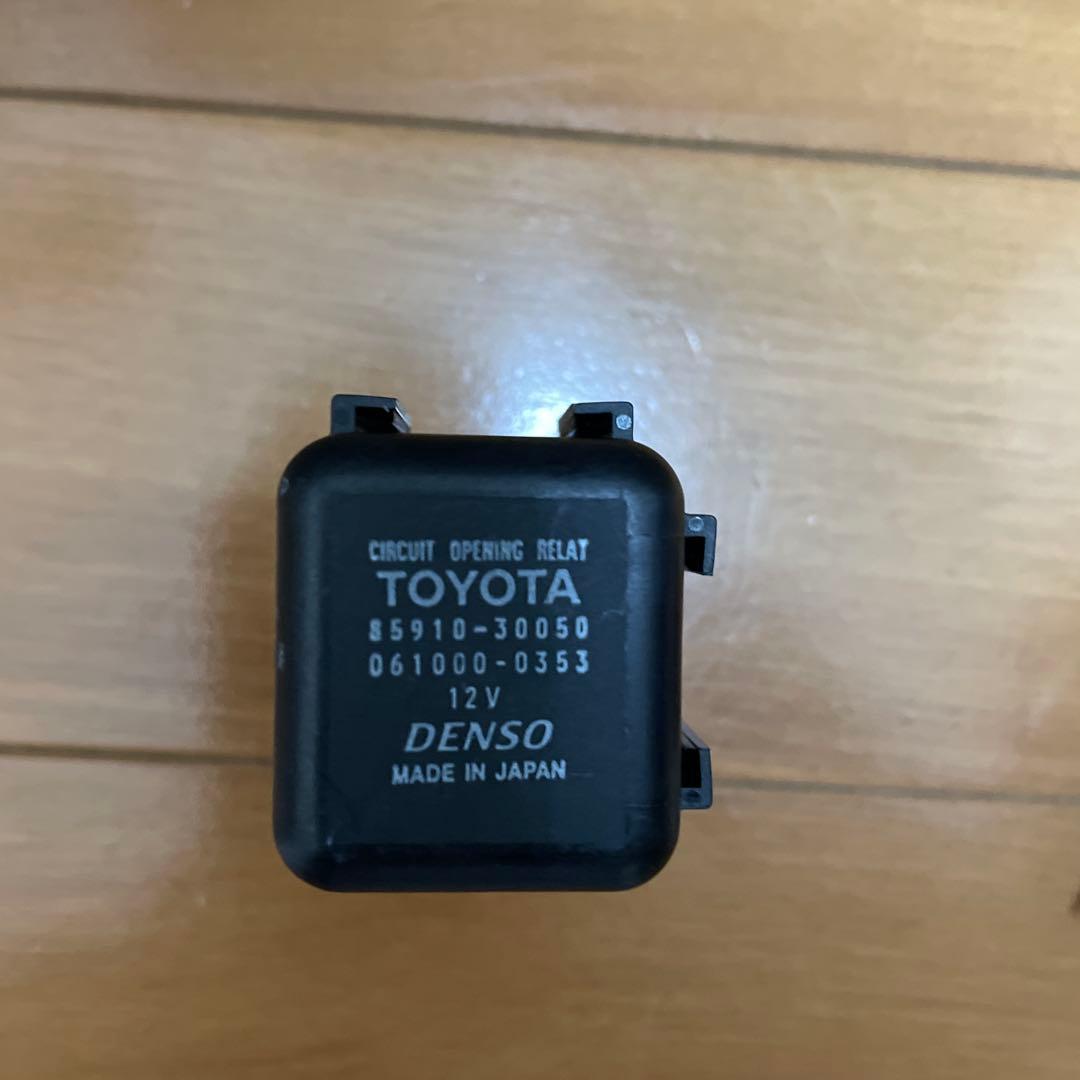 CIRCUIT OPENING RELAT
TOYOTA
85910-30050
061000-0353
12V
DENSO
MADE IN JAPAN